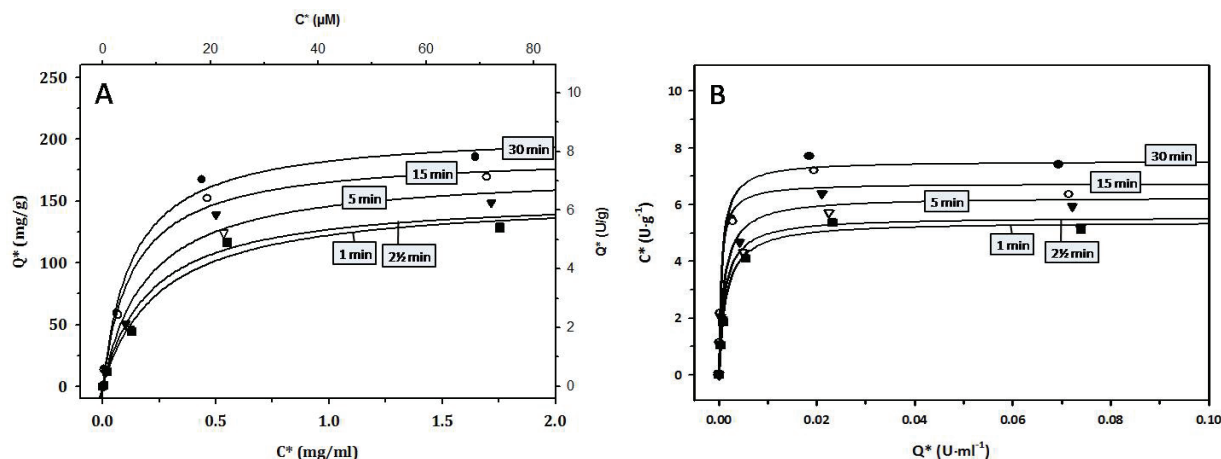 C* (µM)
0 20 40 60 80
A
250
200
150
100
50
0
Q* (mg/g)
10
8
6
4
2
0
Q* (U/g)
30 min
15 min
5 min
2½ min
1 min
0.0 0.5 1.0 1.5 2.0
C* (mg/ml)
B
10
8
6
4
2
0
C* (U·g⁻¹)
30 min
15 min
5 min
1 min
2½ min
0.00 0.02 0.04 0.06 0.08 0.10
Q* (U·ml⁻¹)